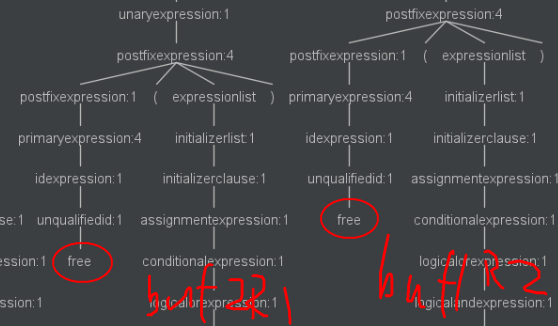 unaryexpression:1 postfixexpression:4
postfixexpression:4 postfixexpression:1 ( expressionlist )
postfixexpression:1 ( expressionlist ) primaryexpression:4 initializerlist:1
primaryexpression:4 initializerlist:1 idexpression:1 initializerclause:1
idexpression:1 initializerclause:1 unqualifiedid:1 assignmentexpression:1
se:1 unqualifiedid:1 assignmentexpression:1 free conditionalexpression:1
ession:1 free conditionalexpression:1 logicalorexpression:1
ssion:1 logicalorexpression:1 logicalandexpression:1
buf2R1 buf1R2